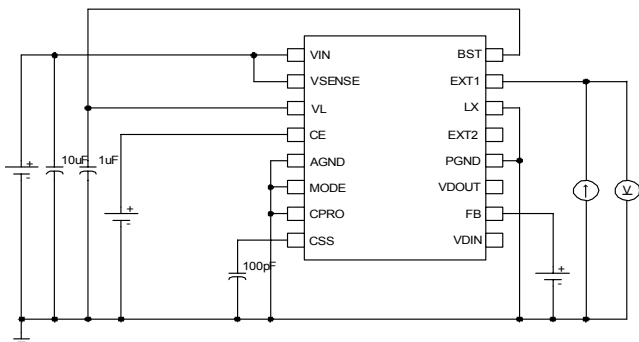 VIN BST
VSENSE EXT1
VL LX
CE EXT2
AGND PGND
MODE VDOUT
CPRO FB
CSS VDIN
10uF 1uF
100pF
+
-
+
-
+
-
V